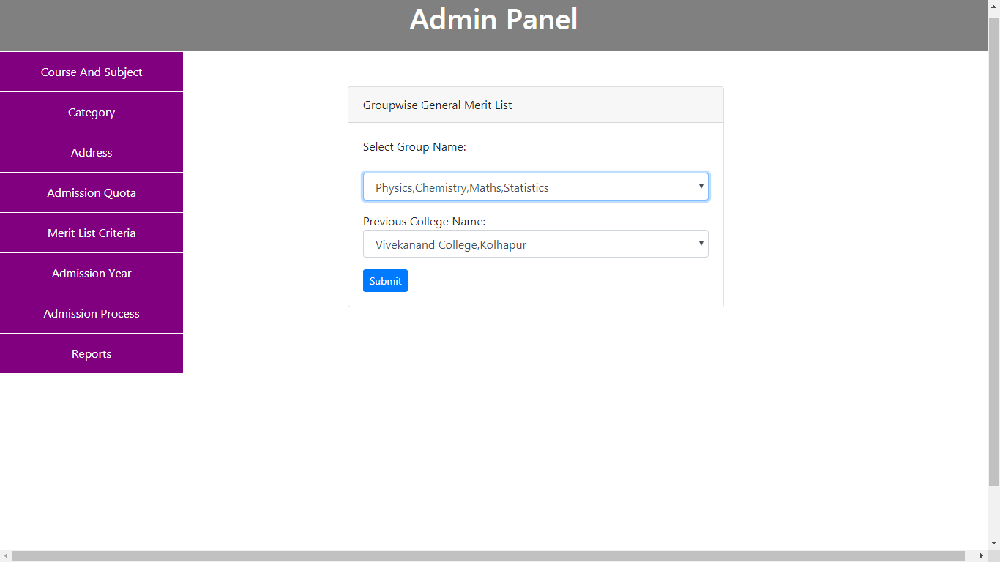 Admin Panel
Course And Subject
Category
Address
Admission Quota
Merit List Criteria
Admission Year
Admission Process
Reports
Groupwise General Merit List
Select Group Name:
Physics,Chemistry,Maths,Statistics
Previous College Name:
Vivekanand College,Kolhapur
Submit